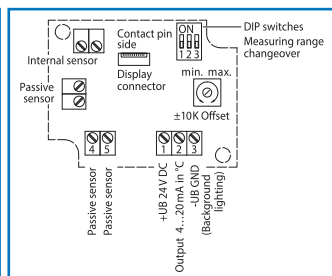 Contact pin side
ON
1 2 3
DIP switches
Measuring range
changeover
Internal sensor
Display
connector
Passive
sensor
min. max.
±10K Offset
4 5
1 2 3
Passive sensor
Passive sensor
+UB 24V DC
Output 4...20mA in °C
-UB GND
(Background
lighting)